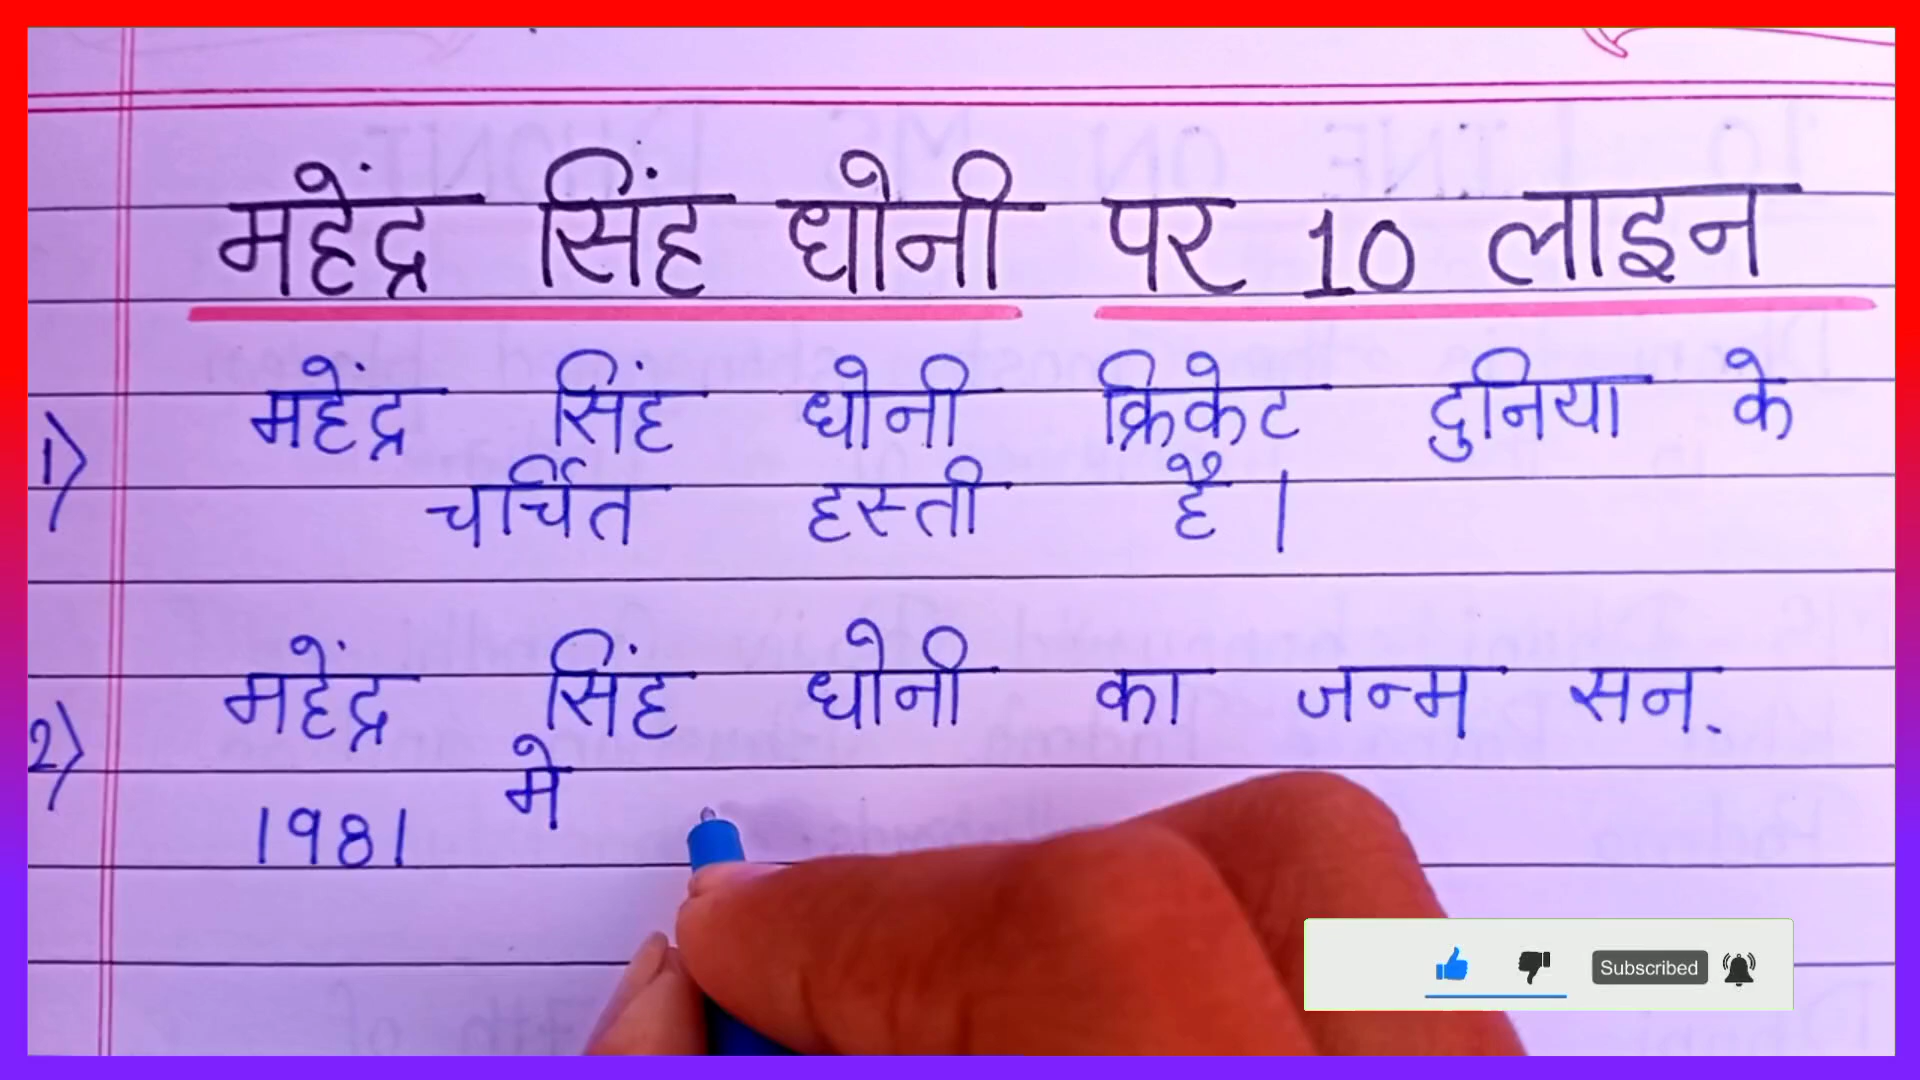 महेंद्र सिंह धोनी पर 10 लाइन
1) महेंद्र सिंह धोनी क्रिकेट दुनिया के
चर्चित हस्ती है।
2) महेंद्र सिंह धोनी का जन्म सन.
1981 मे
Subscribed